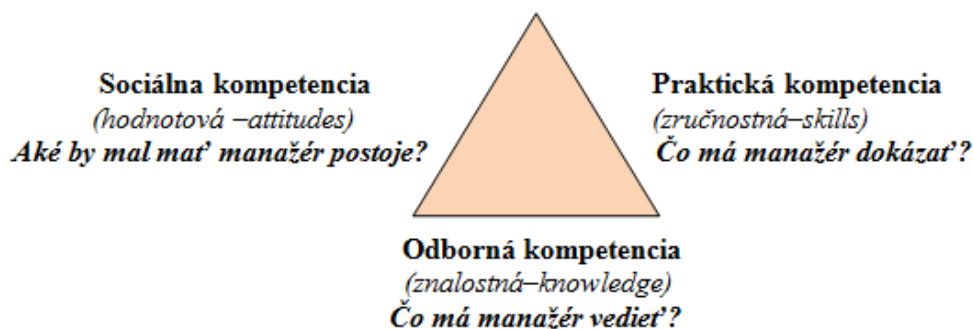 Sociálna kompetencia
(hodnotová –attitudes)
Aké by mal mať manažér postoje?
Praktická kompetencia
(zručnostná–skills)
Čo má manažér dokázať?
Odborná kompetencia
(znalostná–knowledge)
Čo má manažér vedieť?